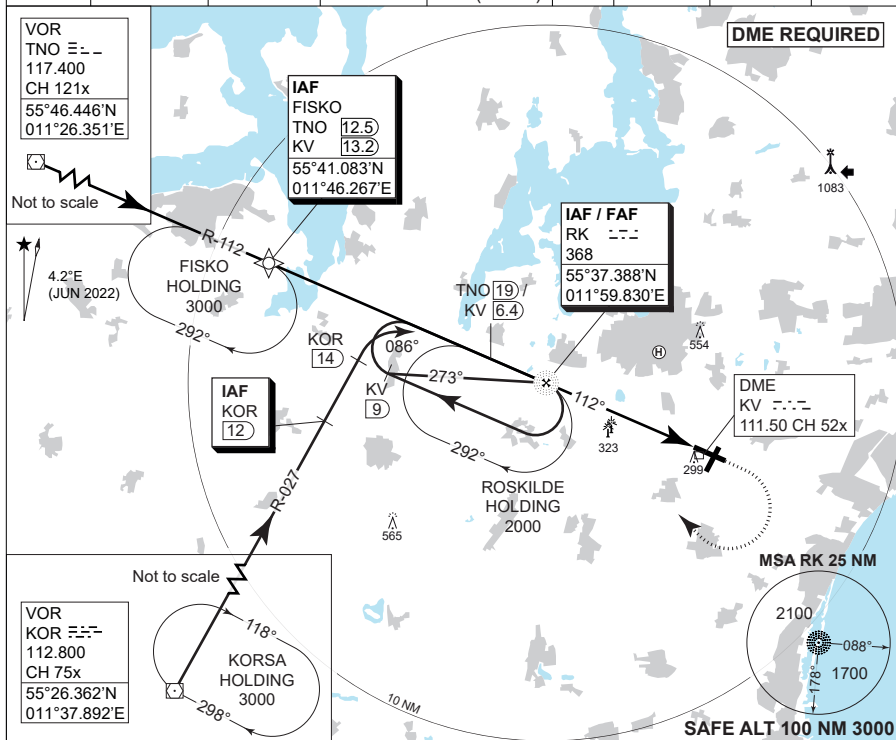 DME REQUIRED
VOR
TNO
117.400
CH 121x
55°46.446'N
011°26.351'E
Not to scale
IAF
FISKO
TNO 12.5
KV 13.2
55°41.083'N
011°46.267'E
1083
R-112
FISKO
HOLDING
3000
292°
4.2°E
(JUN 2022)
IAF / FAF
RK
368
55°37.388'N
011°59.830'E
TNO 19 /
KV 6.4
554
H
KOR
14
086°
KV
9
273°
112°
292°
IAF
KOR
12
DME
KV
111.50 CH 52x
323
299
ROSKILDE
HOLDING
2000
R-027
565
Not to scale
VOR
KOR
112.800
CH 75x
55°26.362'N
011°37.892'E
118°
KORSA
HOLDING
3000
298°
10 NM
MSA RK 25 NM
2100
088°
178°
1700
SAFE ALT 100 NM 3000